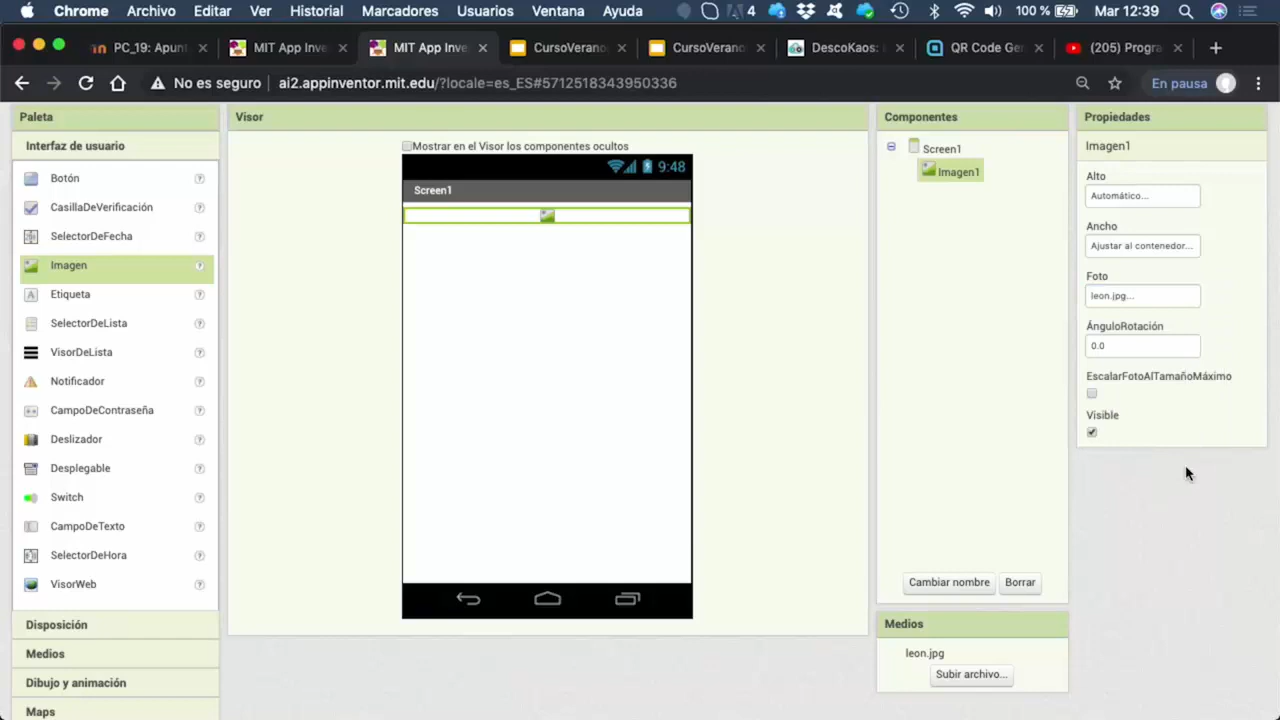 Chrome Archivo Editar Ver Historial Marcadores Usuarios Ventana Ayuda 4 100 % Mar 12:39
PC_19: Apunt MIT App Inve MIT App Inve CursoVerano CursoVerano DescoKaos: QR Code Ge (205) Progra
No es seguro ai2.appinventor.mit.edu/?locale=es_ES#5712518343950336 En pausa
Paleta
Interfaz de usuario
Botón ?
CasillaDeVerificación ?
SelectorDeFecha ?
Imagen ?
Etiqueta ?
SelectorDeLista ?
VisorDeLista ?
Notificador ?
CampoDeContraseña ?
Deslizador ?
Desplegable ?
Switch ?
CampoDeTexto ?
SelectorDeHora ?
VisorWeb ?
Disposición
Medios
Dibujo y animación
Maps
Visor
Mostrar en el Visor los componentes ocultos
9:48
Screen1
Componentes
Screen1
Imagen1
Cambiar nombre Borrar
Medios
leon.jpg
Subir archivo...
Propiedades
Imagen1
Alto
Automático...
Ancho
Ajustar al contenedor...
Foto
leon.jpg...
ÁnguloRotación
0.0
EscalarFotoAlTamañoMáximo
Visible